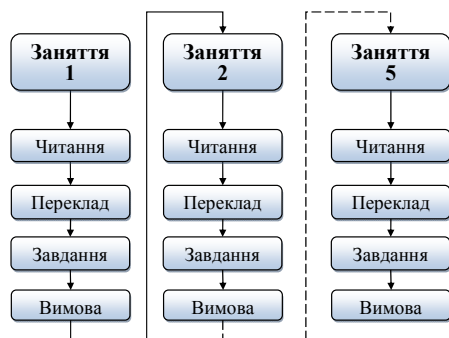 Заняття
1
Читання
Переклад
Завдання
Вимова
Заняття
2
Читання
Переклад
Завдання
Вимова
Заняття
5
Читання
Переклад
Завдання
Вимова